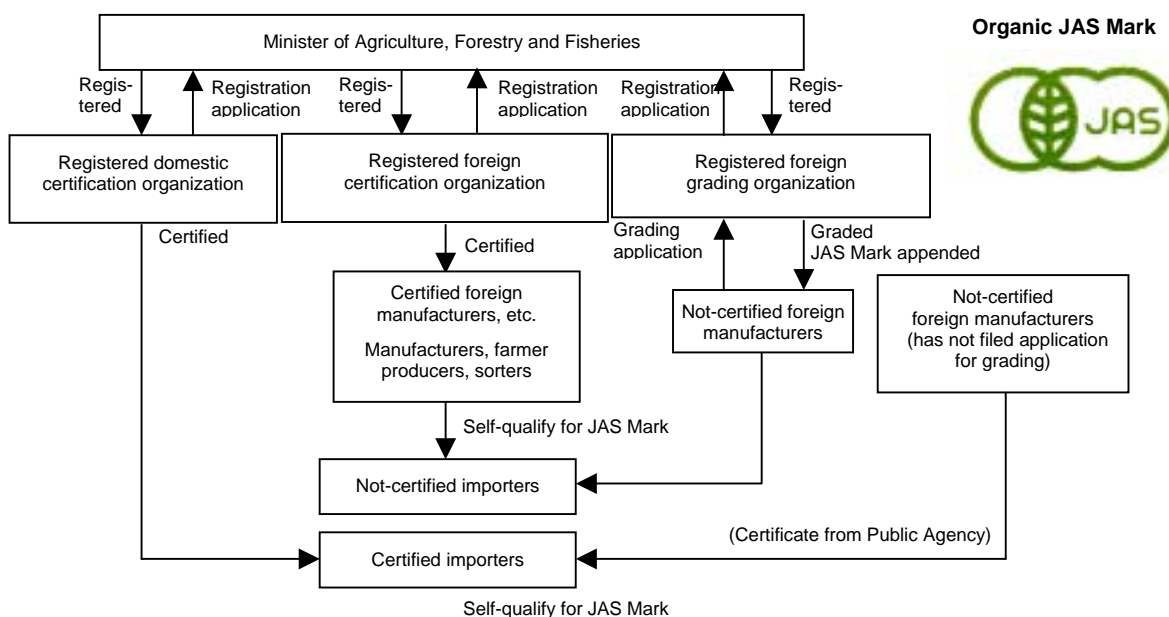 Organic JAS Mark
Minister of Agriculture, Forestry and Fisheries
Regis-
tered
Registration
application
Regis-
tered
Registration
application
Registration
application
Regis-
tered
JAS
Registered domestic
certification organization
Registered foreign
certification organization
Registered foreign
grading organization
Certified
Certified
Grading
application
Graded
JAS Mark appended
Certified foreign
manufacturers, etc.
Manufacturers, farmer
producers, sorters
Not-certified foreign
manufacturers
Not-certified
foreign manufacturers
(has not filed application
for grading)
Self-qualify for JAS Mark
Not-certified importers
(Certificate from Public Agency)
Certified importers
Self-qualify for JAS Mark